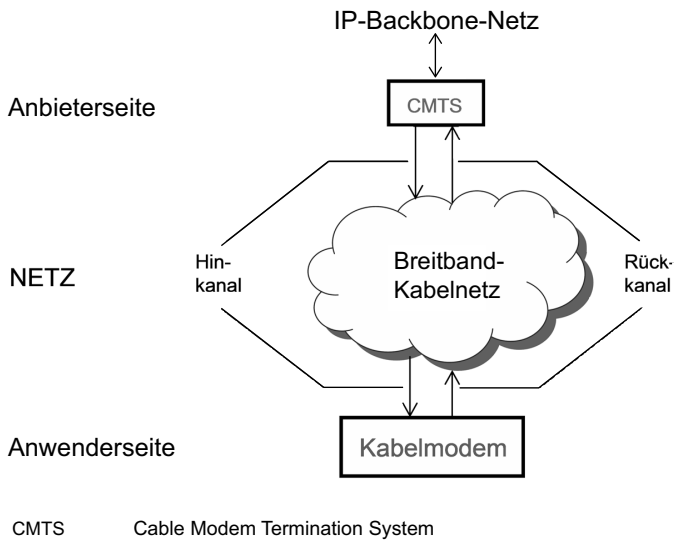 IP-Backbone-Netz
Anbieterseite
CMTS
NETZ
Hin-
kanal
Breitband-
Kabelnetz
Rück-
kanal
Anwenderseite
Kabelmodem
CMTS Cable Modem Termination System